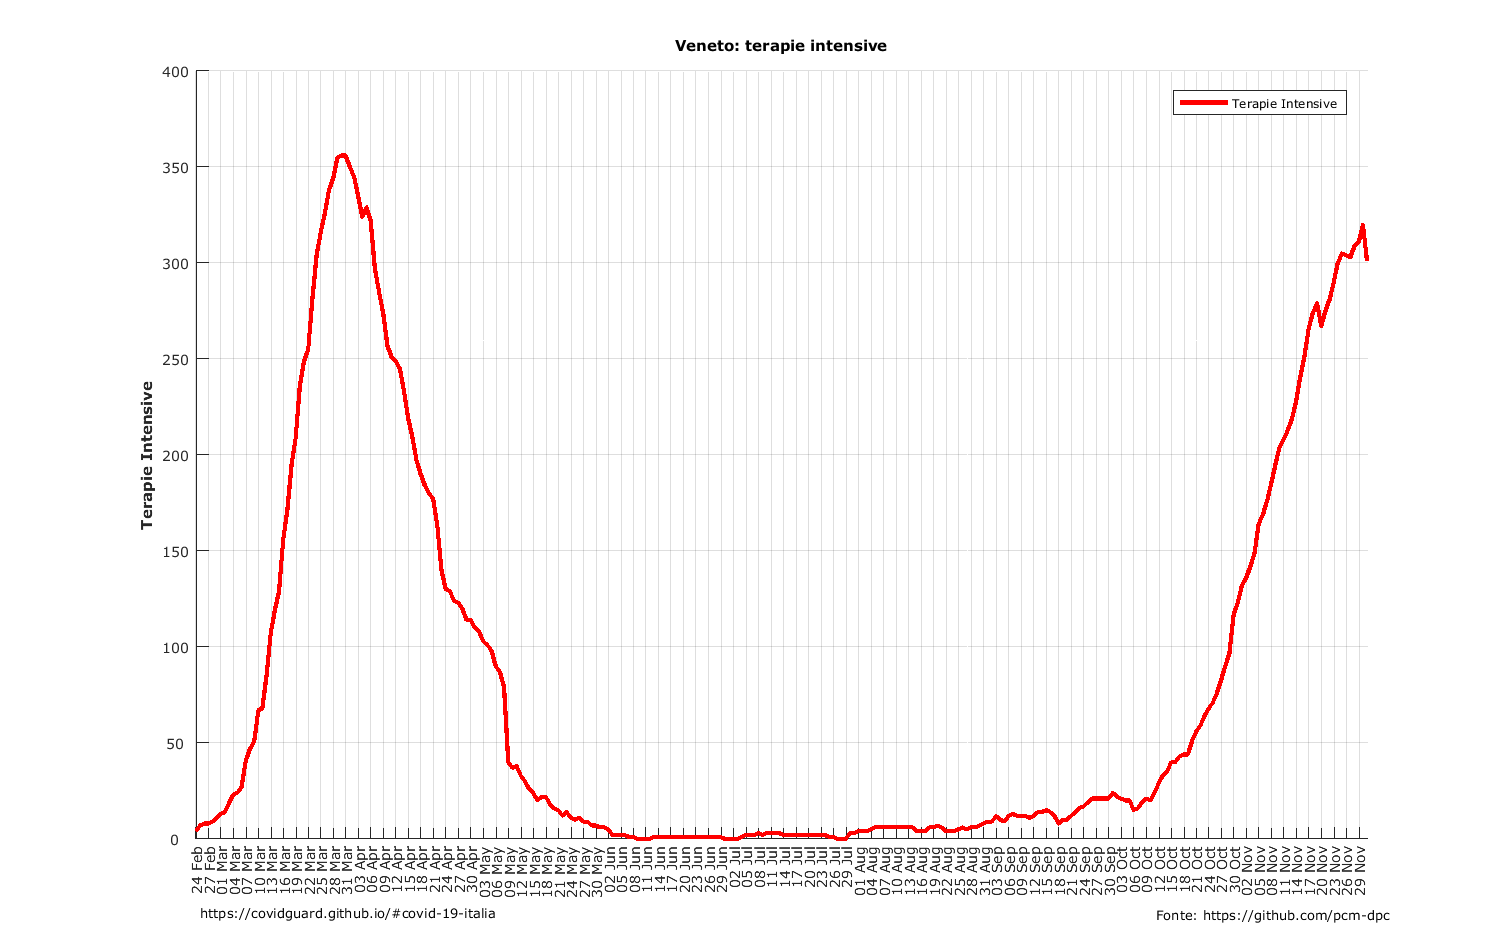 Veneto: terapie intensive
Terapie Intensive
Terapie Intensive
400
350
300
250
200
150
100
50
0
24 Feb
27 Feb
01 Mar
04 Mar
07 Mar
10 Mar
13 Mar
16 Mar
19 Mar
22 Mar
25 Mar
28 Mar
31 Mar
03 Apr
06 Apr
09 Apr
12 Apr
15 Apr
18 Apr
21 Apr
24 Apr
27 Apr
30 Apr
03 May
06 May
09 May
12 May
15 May
18 May
21 May
24 May
27 May
30 May
02 Jun
05 Jun
08 Jun
11 Jun
14 Jun
17 Jun
20 Jun
23 Jun
26 Jun
29 Jun
02 Jul
05 Jul
08 Jul
11 Jul
14 Jul
17 Jul
20 Jul
23 Jul
26 Jul
29 Jul
01 Aug
04 Aug
07 Aug
10 Aug
13 Aug
16 Aug
19 Aug
22 Aug
25 Aug
28 Aug
31 Aug
03 Sep
06 Sep
09 Sep
12 Sep
15 Sep
18 Sep
21 Sep
24 Sep
27 Sep
30 Sep
03 Oct
06 Oct
09 Oct
12 Oct
15 Oct
18 Oct
21 Oct
24 Oct
27 Oct
30 Oct
02 Nov
05 Nov
08 Nov
11 Nov
14 Nov
17 Nov
20 Nov
23 Nov
26 Nov
29 Nov
https://covidguard.github.io/#covid-19-italia
Fonte: https://github.com/pcm-dpc